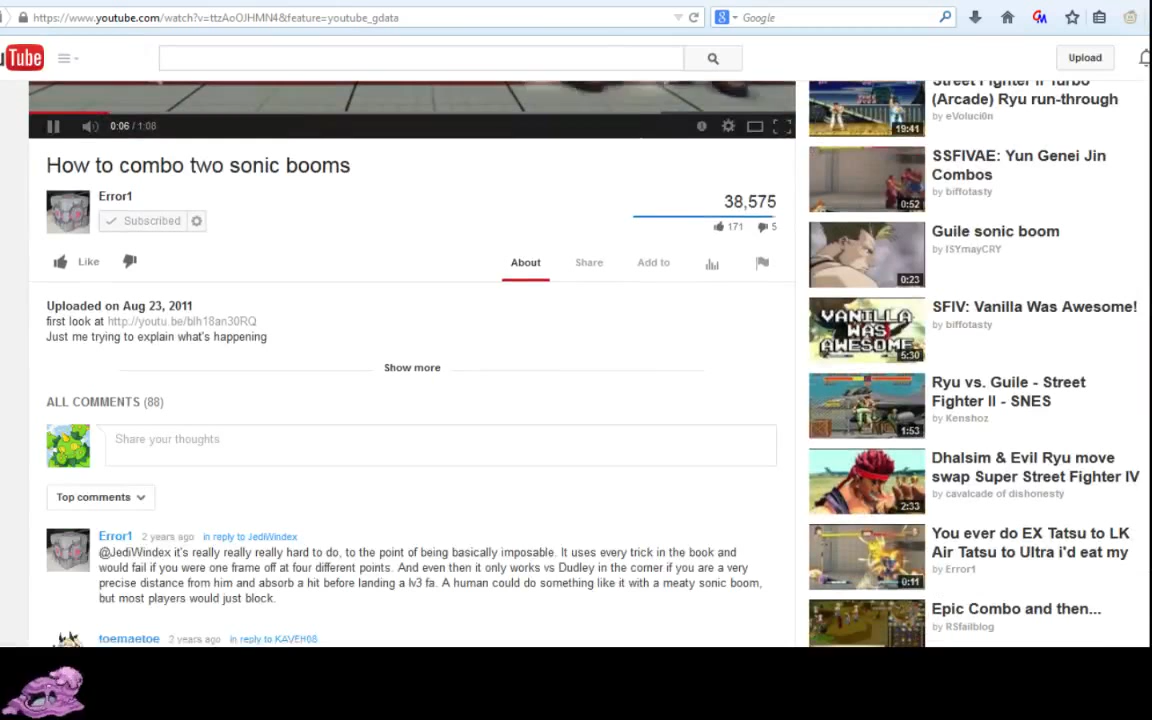 https://www.youtube.com/watch?v=ttzAoOJHMN4&feature=youtube_gdata
Google
Tube
Upload
0:06 / 1:08
How to combo two sonic booms
Error1
Subscribed
38,575
171 5
Like
About Share Add to
Uploaded on Aug 23, 2011
first look at http://youtu.be/blh18an30RQ
Just me trying to explain what's happening
Show more
ALL COMMENTS (88)
Share your thoughts
Top comments
Error1 2 years ago in reply to JediWindex
@JediWindex it's really really really hard to do, to the point of being basically imposable. It uses every trick in the book and
would fail if you were one frame off at four different points. And even then it only works vs Dudley in the corner if you are a very
precise distance from him and absorb a hit before landing a lv3 fa. A human could do something like it with a meaty sonic boom,
but most players would just block.
toemaetoe 2 years ago in reply to KAVEH08
Street Fighter II Turbo
(Arcade) Ryu run-through
by eVoluci0n
19:41
SSFIVAE: Yun Genei Jin
Combos
by biffotasty
0:52
Guile sonic boom
by ISYmayCRY
0:23
SFIV: Vanilla Was Awesome!
by biffotasty
VANILLA
WAS
AWESOME
5:30
Ryu vs. Guile - Street
Fighter II - SNES
by Kenshoz
1:53
Dhalsim & Evil Ryu move
swap Super Street Fighter IV
by cavalcade of dishonesty
2:33
You ever do EX Tatsu to LK
Air Tatsu to Ultra i'd eat my
by Error1
0:11
Epic Combo and then...
by RSfailblog